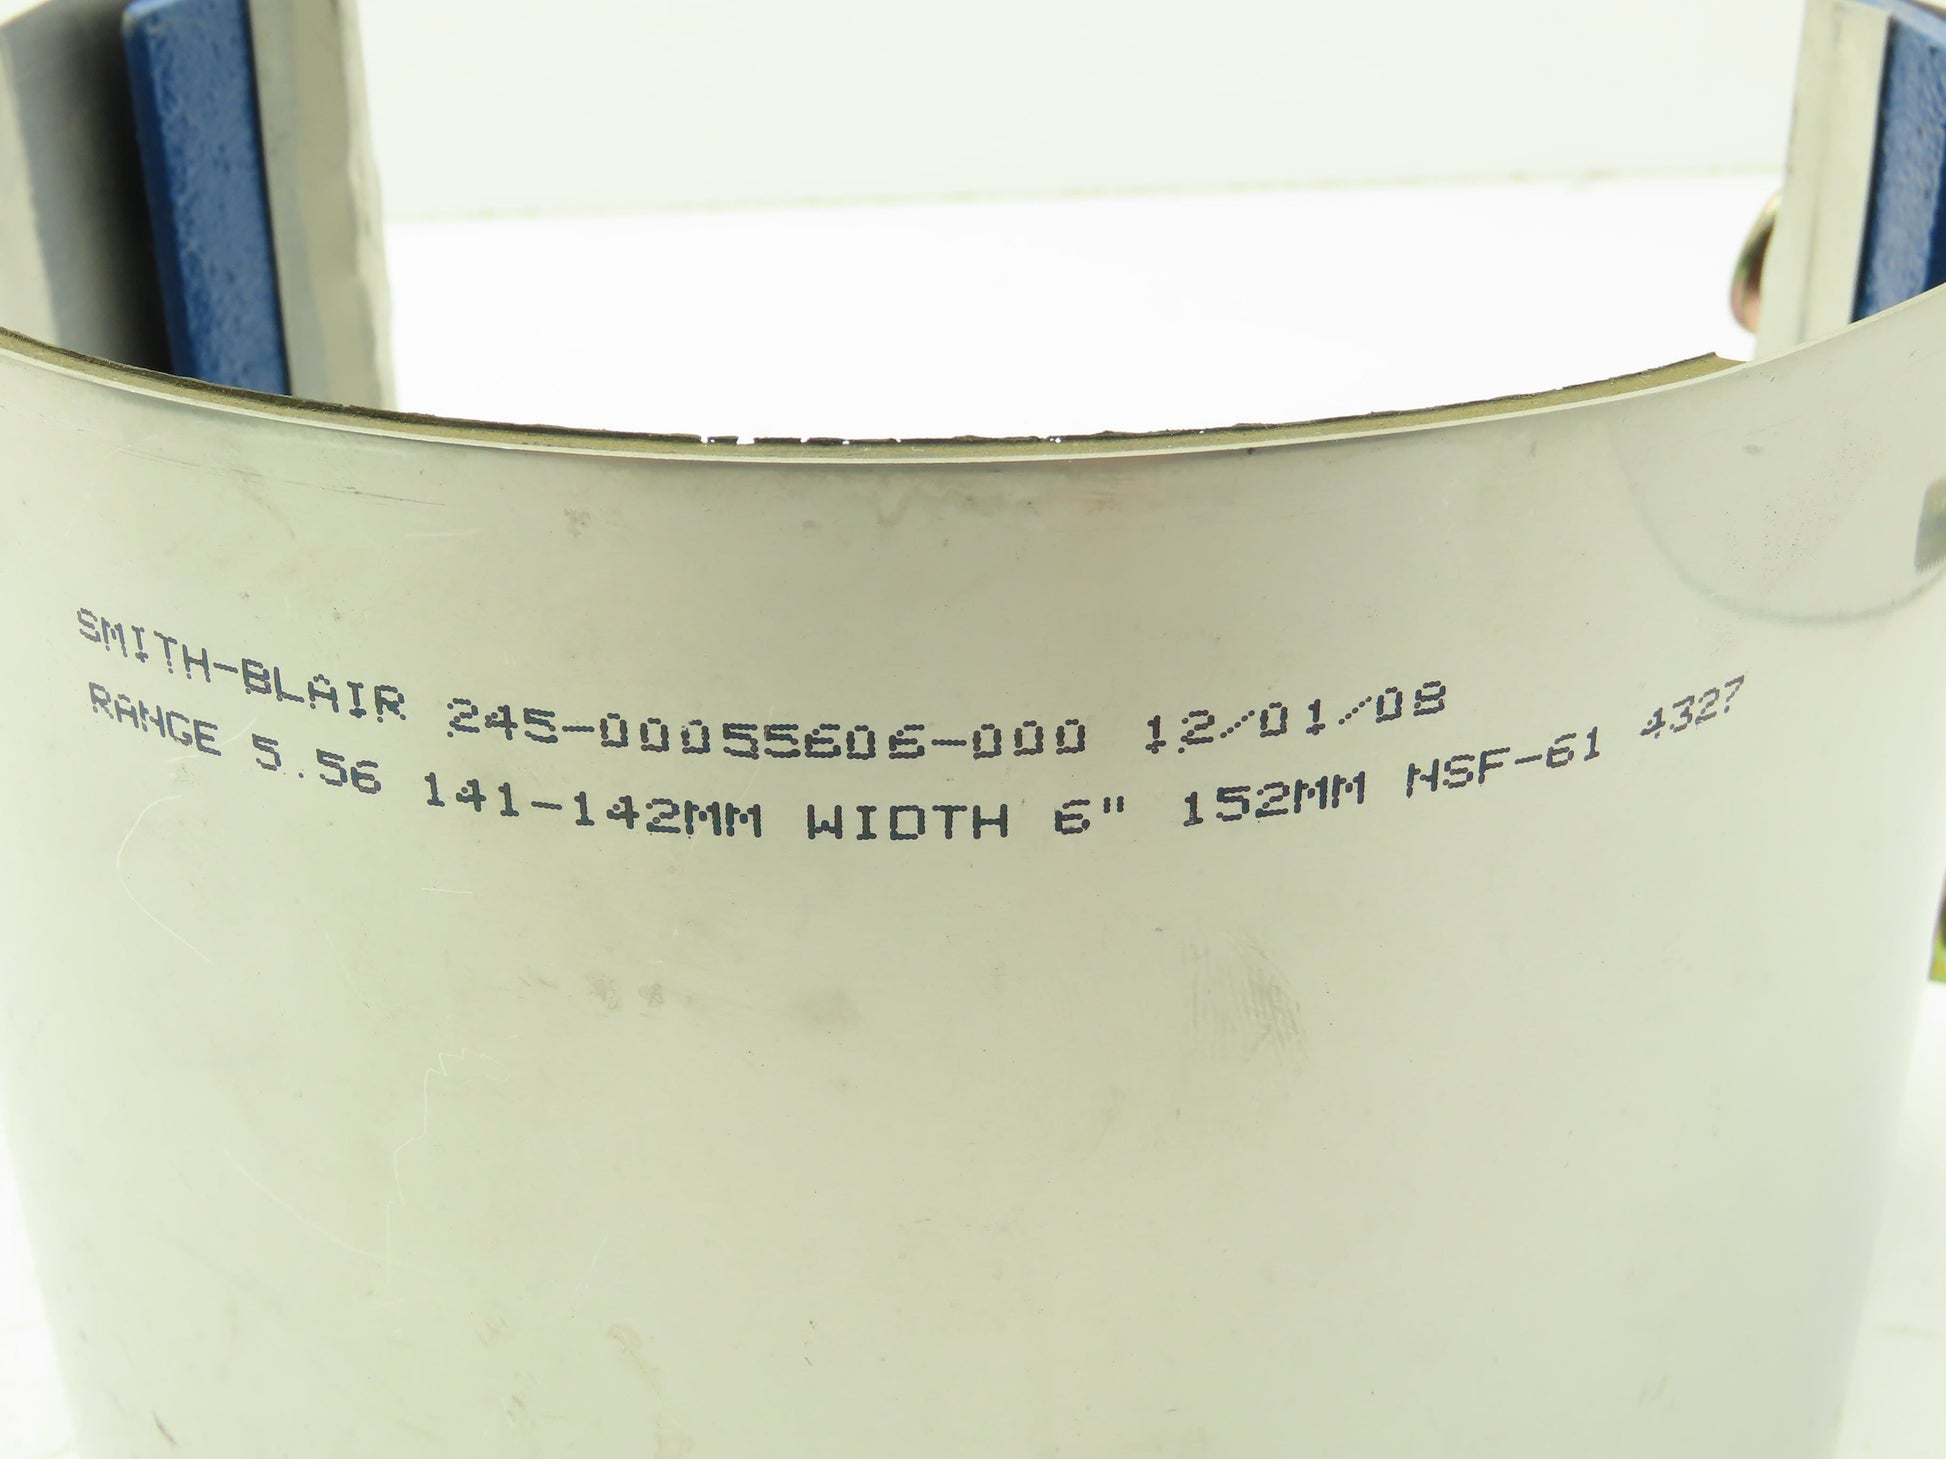 SMITH-BLAIR 245-00055606-000 12/01/08
RANGE 5.56 141-142MM WIDTH 6" 152MM NSF-61 4327